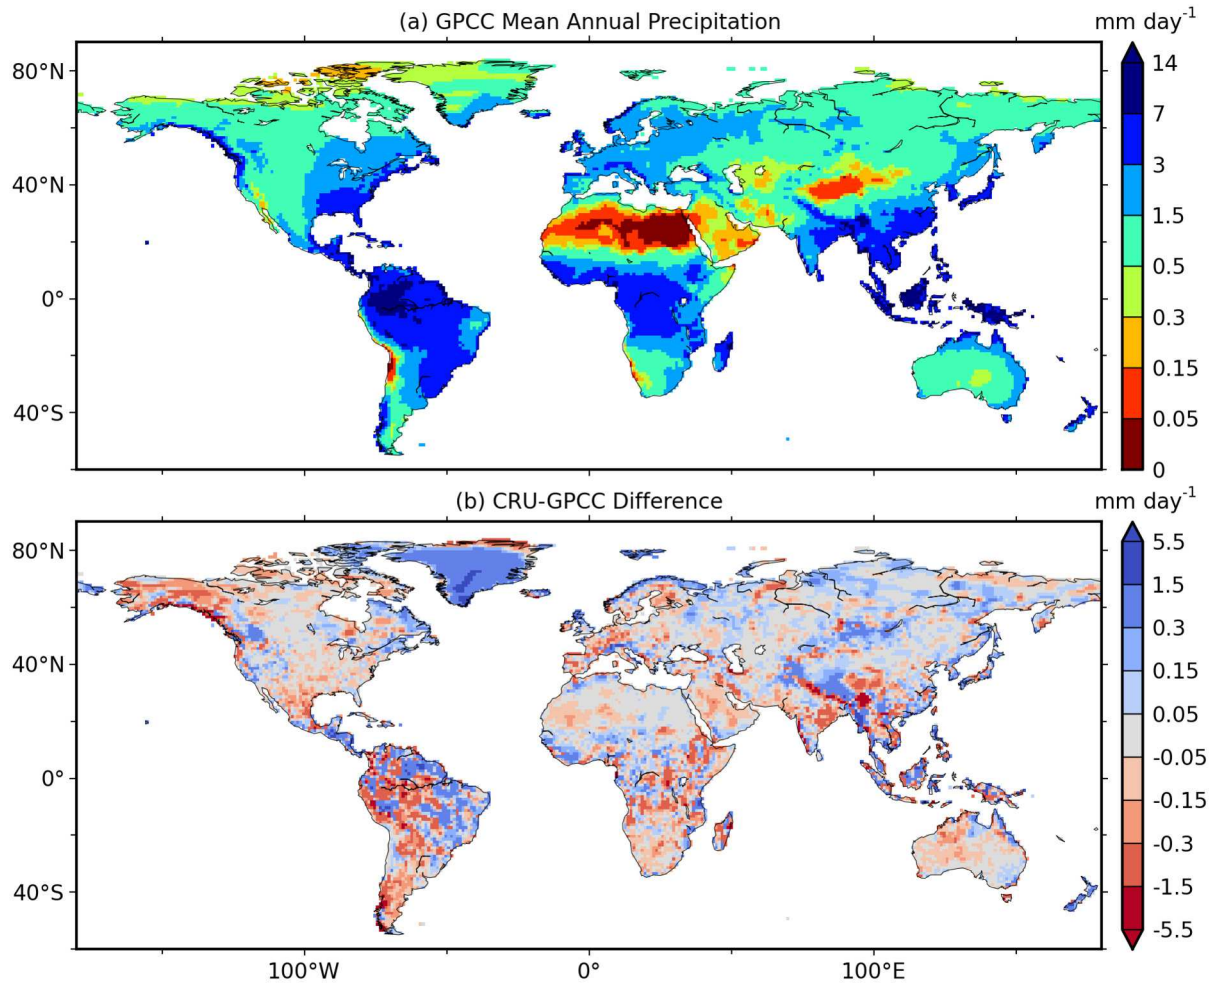 (a) GPCC Mean Annual Precipitation
mm day-1
80°N
40°N
0°
40°S
14
7
3
1.5
0.5
0.3
0.15
0.05
0
(b) CRU-GPCC Difference
mm day-1
80°N
40°N
0°
40°S
5.5
1.5
0.3
0.15
0.05
-0.05
-0.15
-0.3
-1.5
-5.5
100°W
0°
100°E